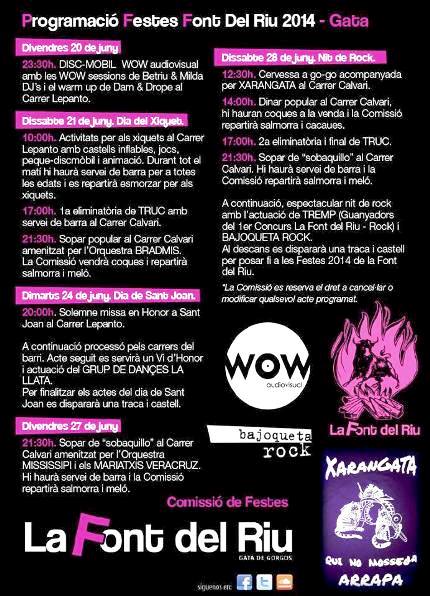 Programació Festes Font Del Riu 2014 - Gata
Divendres 20 de juny
23:30h. DISC-MOBIL WOW audiovisual
amb les WOW sessions de Betriu & Milda
DJ's i el warm up de Dam & Drope al
Carrer Lepanto.
Dissabte 21 de juny. Dia del Xiquet.
10:00h. Activitats per als xiquets al Carrer
Lepanto amb castells inflables, jocs,
peque-discmòbil i animació. Durant tot el
matí hi haurà servei de barra per a totes
les edats i es repartirà esmorzar per als
xiquets.
17:00h. 1a eliminatòria de TRUC amb
servei de barra al Carrer Calvari.
21:30h. Sopar popular al Carrer Calvari
amenitzat per l'Orquestra BRADMIS.
La Comissió vendrà coques i repartirà
salmorra i meló.
Dimarts 24 de juny. Dia de Sant Joan.
20:00h. Solemne missa en Honor a Sant
Joan al Carrer Lepanto.
A continuació processó pels carrers del
barri. Acte seguit es servirà un Vi d'Honor
i actuació del GRUP DE DANÇES LA
LLATA.
Per finalitzar els actes del dia de Sant
Joan es dispararà una traca i castell.
Divendres 27 de juny
21:30h. Sopar de "sobaquillo" al Carrer
Calvari amenitzat per l'Orquestra
MISSISSIPI i els MARIATXIS VERACRUZ.
Hi haurà servei de barra i la Comissió
repartirà salmorra i meló.
Dissabte 28 de juny. Nit de Rock.
12:30h. Cervessa a go-go acompanyada
per XARANGATA al Carrer Calvari.
14:00h. Dinar popular al Carrer Calvari,
hi hauran coques a la venda i la Comissió
repartirà salmorra i cacaues.
17:00h. 2a eliminatòria i final de TRUC.
21:30h. Sopar de "sobaquillo" al Carrer
Calvari. Hi haurà servei de barra i la
Comissió repartirà salmorra i meló.
A continuació, espectacular nit de rock
amb l'actuació de TREMP (Guanyadors
del 1er Concurs La Font del Riu - Rock) i
BAJOQUETA ROCK.
Al descans es dispararà una traca i castell
per posar fi a les Festes 2014 de la Font
del Riu.
*La Comissió es reserva el dret a cancel·lar o
modificar qualsevol acte programat.
WOW
audiovisual
La Font del Riu
bajoqueta
rock
XARANGATA
QUI NO MOSSEGA
ARRAPA
Comissió de Festes
La Font del Riu
GATA DE GORGOS
síguenos en: